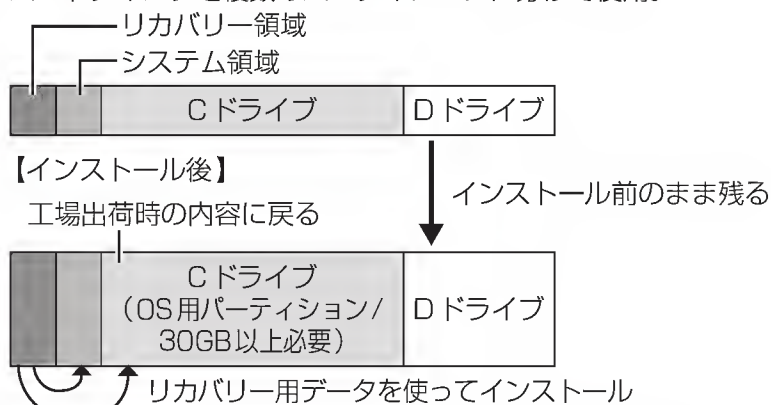 リカバリー領域
システム領域
Cドライブ
Dドライブ
【インストール後】
インストール前のまま残る
工場出荷時の内容に戻る
Cドライブ
(OS用パーティション/
30GB以上必要)
Dドライブ
リカバリー用データを使ってインストール